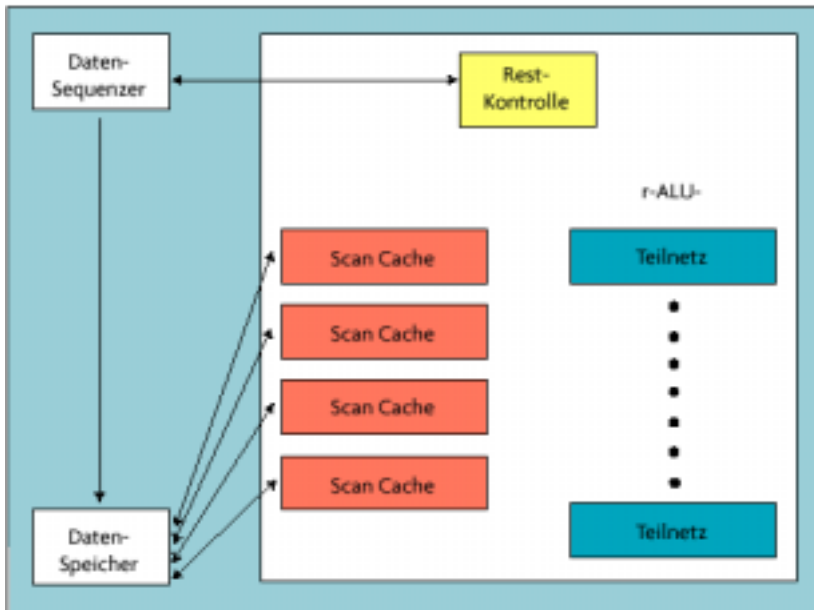 Daten-
Sequenzer
Rest-
Kontrolle
r-ALU-
Scan Cache
Teilnetz
Scan Cache
Scan Cache
Scan Cache
Teilnetz
Daten-
Speicher